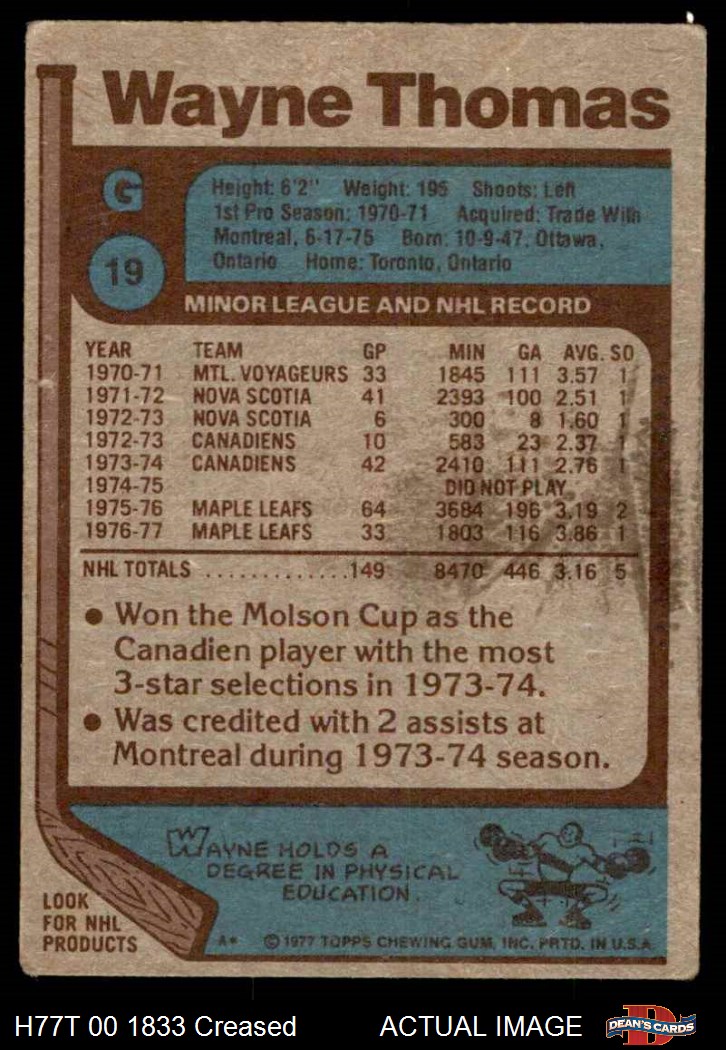 Wayne Thomas
G
19
Height: 6'2" Weight: 195 Shoots: Left
1st Pro Season: 1970-71 Acquired: Trade With
Montreal, 6-17-75 Born: 10-9-47, Ottawa,
Ontario Home: Toronto, Ontario
MINOR LEAGUE AND NHL RECORD
YEAR TEAM GP MIN GA AVG. SO
1970-71 MTL. VOYAGEURS 33 1845 111 3.57 1
1971-72 NOVA SCOTIA 41 2393 100 2.51 1
1972-73 NOVA SCOTIA 6 300 8 1.60 1
1972-73 CANADIENS 10 583 23 2.37 1
1973-74 CANADIENS 42 2410 111 2.76 1
1974-75 DID NOT PLAY
1975-76 MAPLE LEAFS 64 3684 196 3.19 2
1976-77 MAPLE LEAFS 33 1803 116 3.86 1
NHL TOTALS ..............149 8470 446 3.16 5
● Won the Molson Cup as the
Canadien player with the most
3-star selections in 1973-74.
● Was credited with 2 assists at
Montreal during 1973-74 season.
WAYNE HOLDS A
DEGREE IN PHYSICAL
EDUCATION.
LOOK
FOR NHL
PRODUCTS
A* © 1977 TOPPS CHEWING GUM, INC. PRTD. IN U.S.A.
H77T 00 1833 Creased ACTUAL IMAGE
D
DEAN'S CARDS